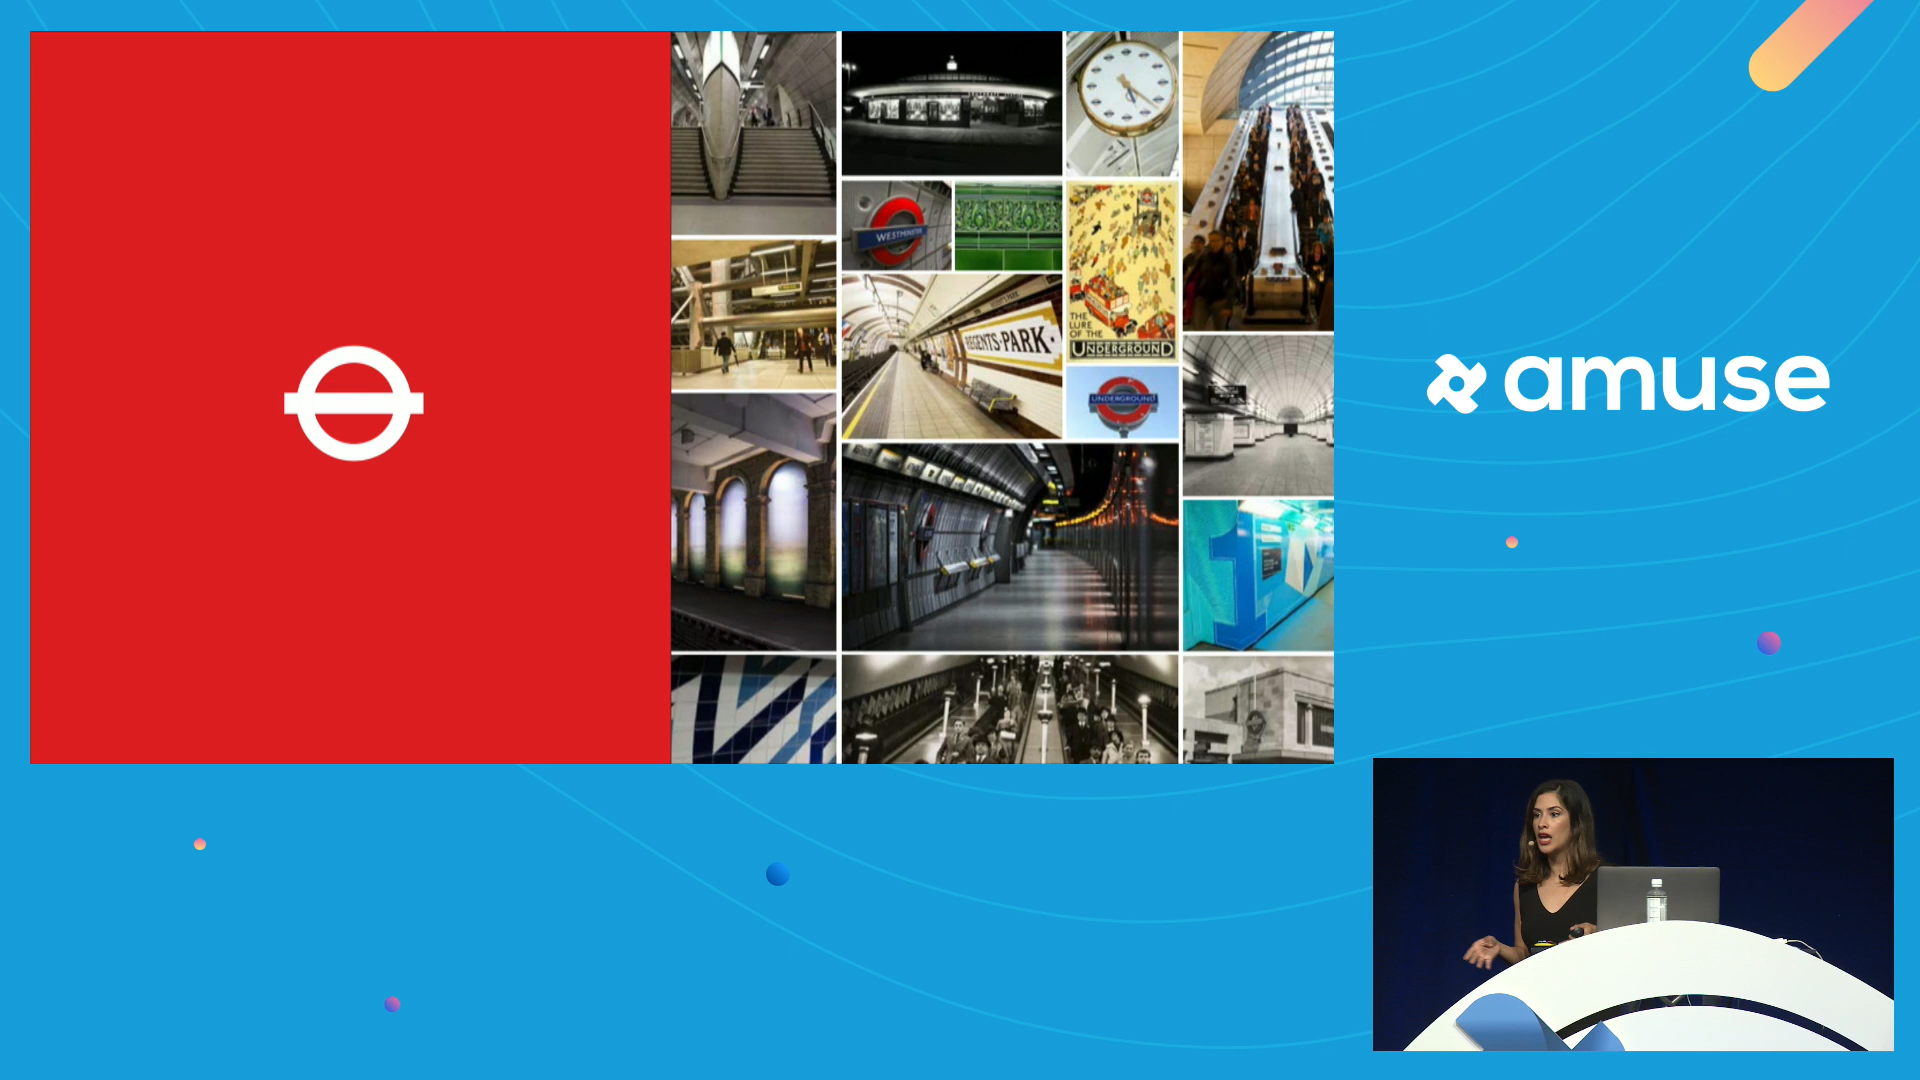 WESTMINSTER
REGENTS·PARK·
THE
LURE
OF THE
UNDERGROUND
UNDERGROUND
amuse